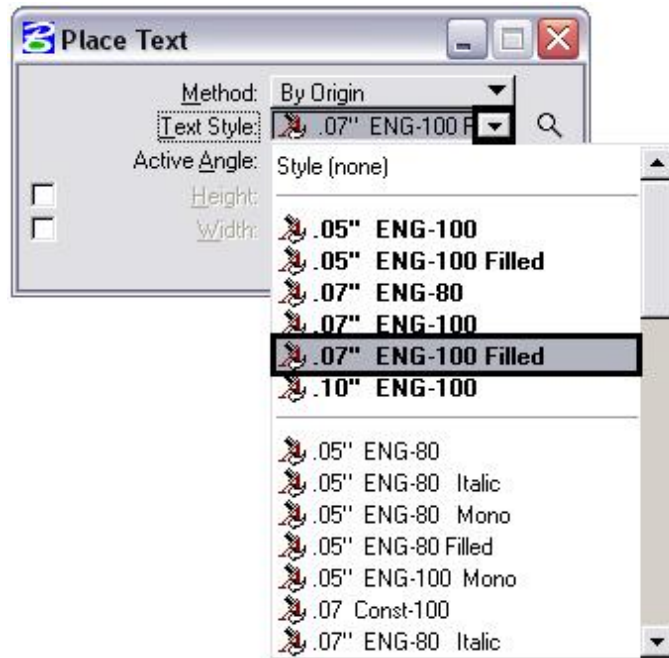 Place Text
Method: By Origin
Text Style: .07" ENG-100 F
Active Angle:
Height:
Width:
Style (none)
.05" ENG-100
.05" ENG-100 Filled
.07" ENG-80
.07" ENG-100
.07" ENG-100 Filled
.10" ENG-100
.05" ENG-80
.05" ENG-80 Italic
.05" ENG-80 Mono
.05" ENG-80 Filled
.05" ENG-100 Mono
.07 Const-100
.07" ENG-80 Italic